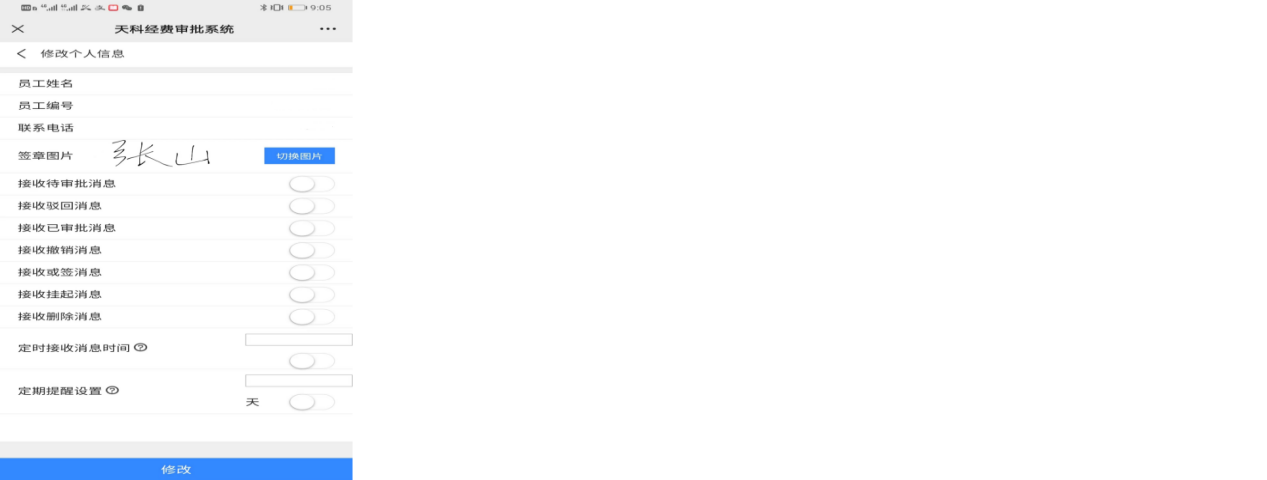 9:05
天科经费审批系统
修改个人信息
员工姓名
员工编号
联系电话
签章图片 张山 切换图片
接收待审批消息
接收驳回消息
接收已审批消息
接收撤销消息
接收或签消息
接收挂起消息
接收删除消息
定时接收消息时间
定期提醒设置
天
修改